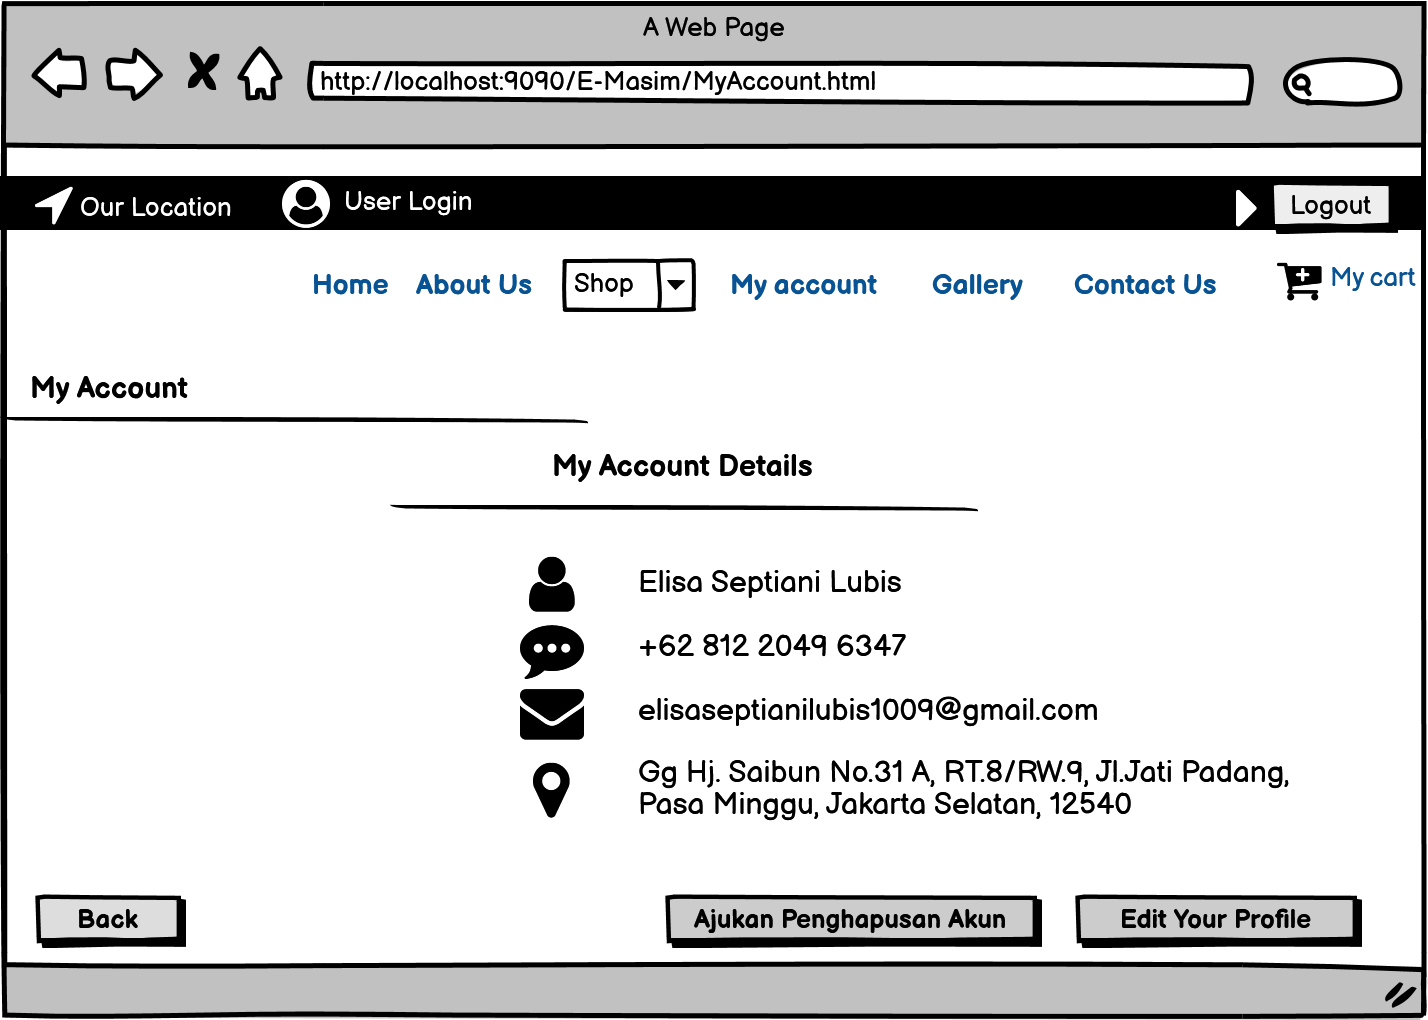 A Web Page
http://localhost:9090/E-Masim/MyAccount.html
Our Location User Login Logout
Home About Us Shop My account Gallery Contact Us My cart
My Account
My Account Details
Elisa Septiani Lubis
+62 812 2049 6347
elisaseptianilubis1009@gmail.com
Gg Hj. Saibun No.31 A, RT.8/RW.9, Jl.Jati Padang,
Pasa Minggu, Jakarta Selatan, 12540
Back Ajukan Penghapusan Akun Edit Your Profile